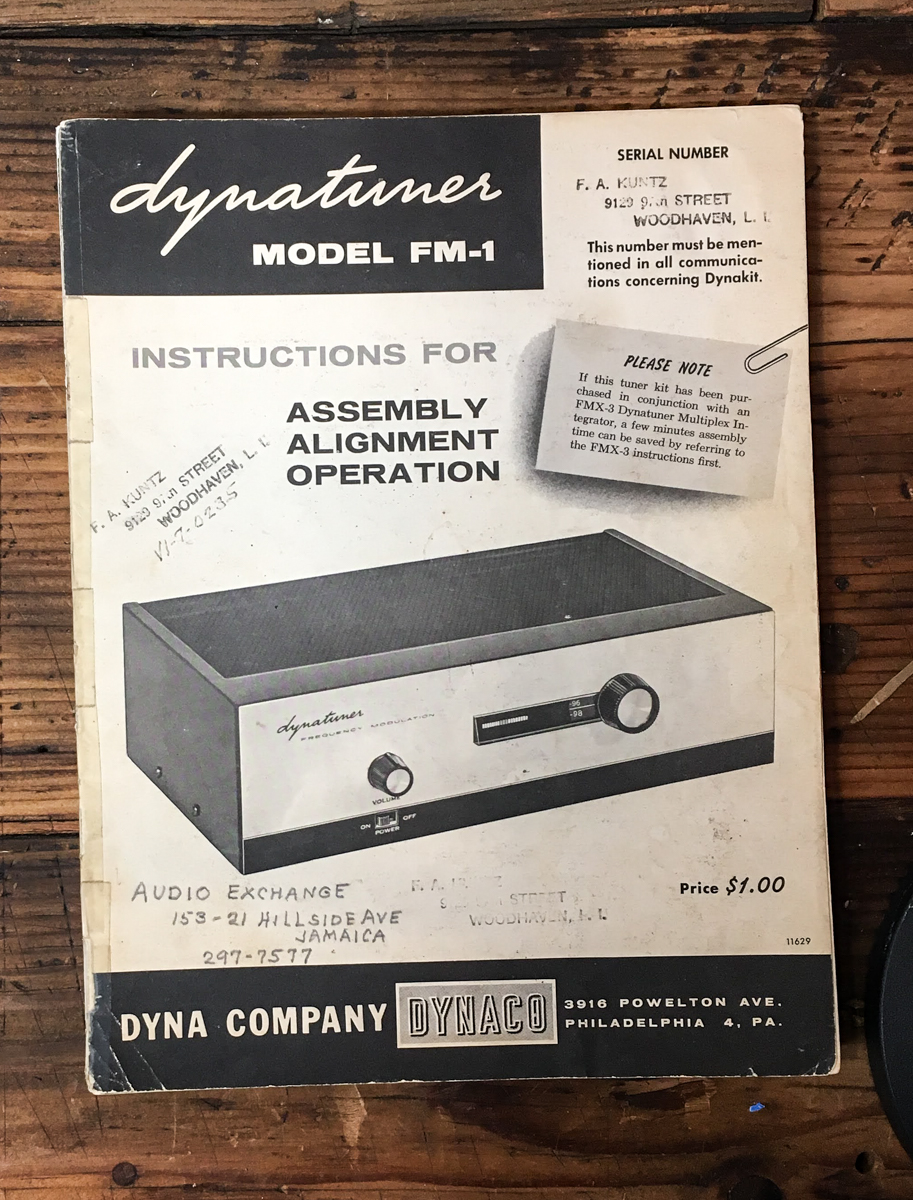 dynatuner
MODEL FM-1
SERIAL NUMBER
F. A. KUNTZ
9129 STREET
WOODHAVEN, L. I.
This number must be men-
tioned in all communica-
tions concerning Dynakit.
INSTRUCTIONS FOR
ASSEMBLY
ALIGNMENT
OPERATION
PLEASE NOTE
If this tuner kit has been pur-
chased in conjunction with an
FMX-3 Dynatuner Multiplex In-
tegrator, a few minutes assembly
time can be saved by referring to
the FMX-3 instructions first.
F. A. KUNTZ
9129 STREET
WOODHAVEN, L. I.
dynatuner
FREQUENCY MODULATION
-96
-98
VOLUME
ON OFF
POWER
AUDIO EXCHANGE
153-21 HILLSIDE AVE
JAMAICA
297-7577
F. A.
STREET
WOODHAVEN, L. I.
Price $1.00
11629
DYNA COMPANY
DYNACO
3916 POWELTON AVE.
PHILADELPHIA 4, PA.